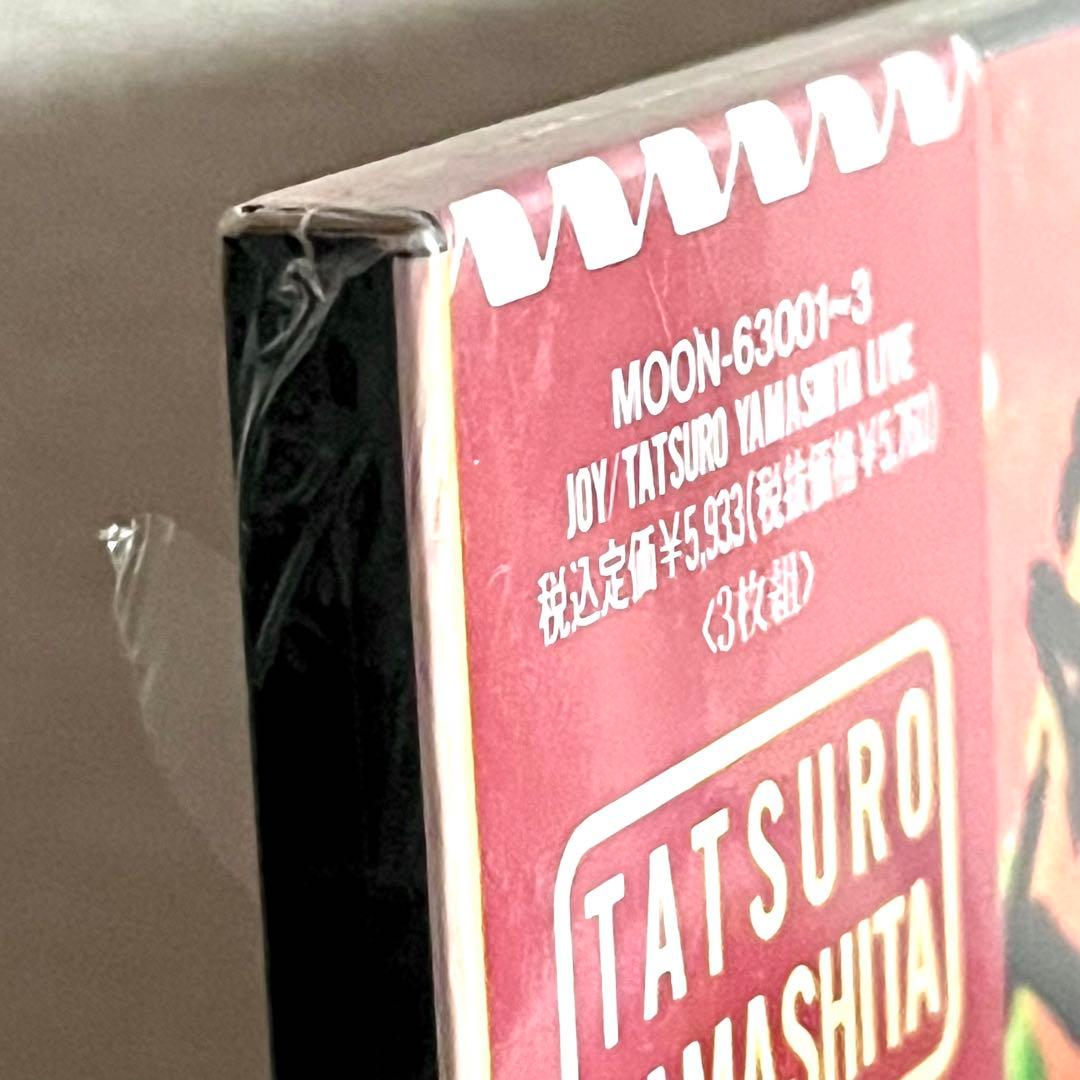 MOON-63001~3
JOY/TATSURO YAMASHITA LIVE
税込定価¥5,933(税抜価格¥5,760)
〈3枚組〉
TATSURO
YAMASHITA